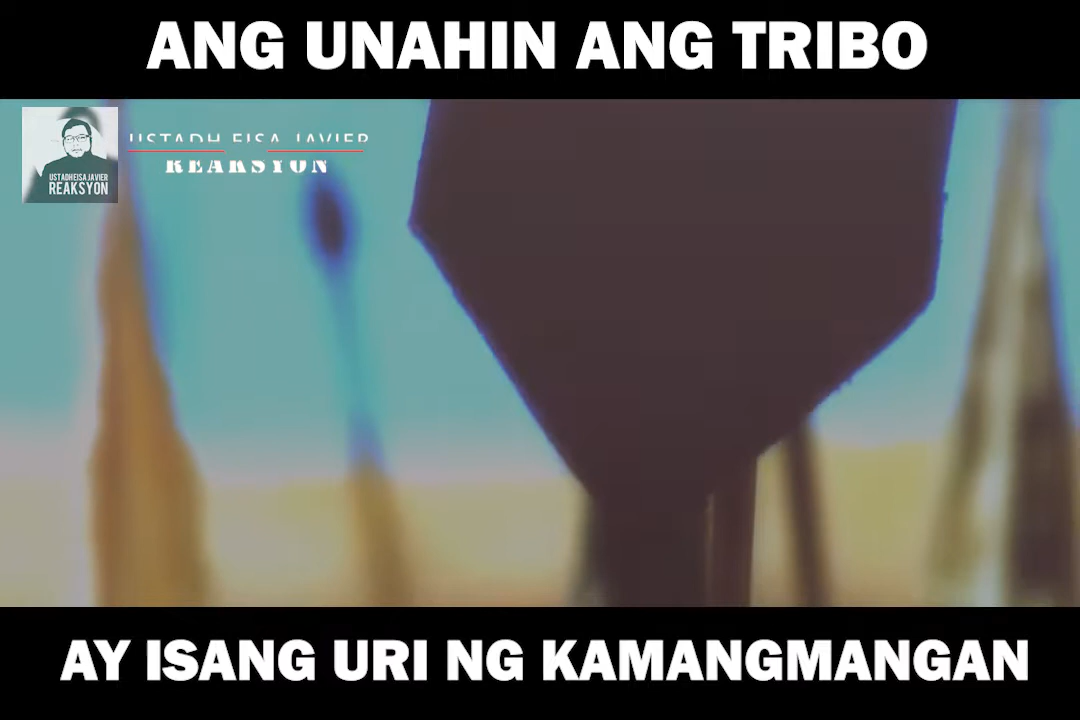 ANG UNAHIN ANG TRIBO
USTADH EISA JAVIER
REAKSYON
USTADHEISA JAVIER
REAKSYON
AY ISANG URI NG KAMANGMANGAN